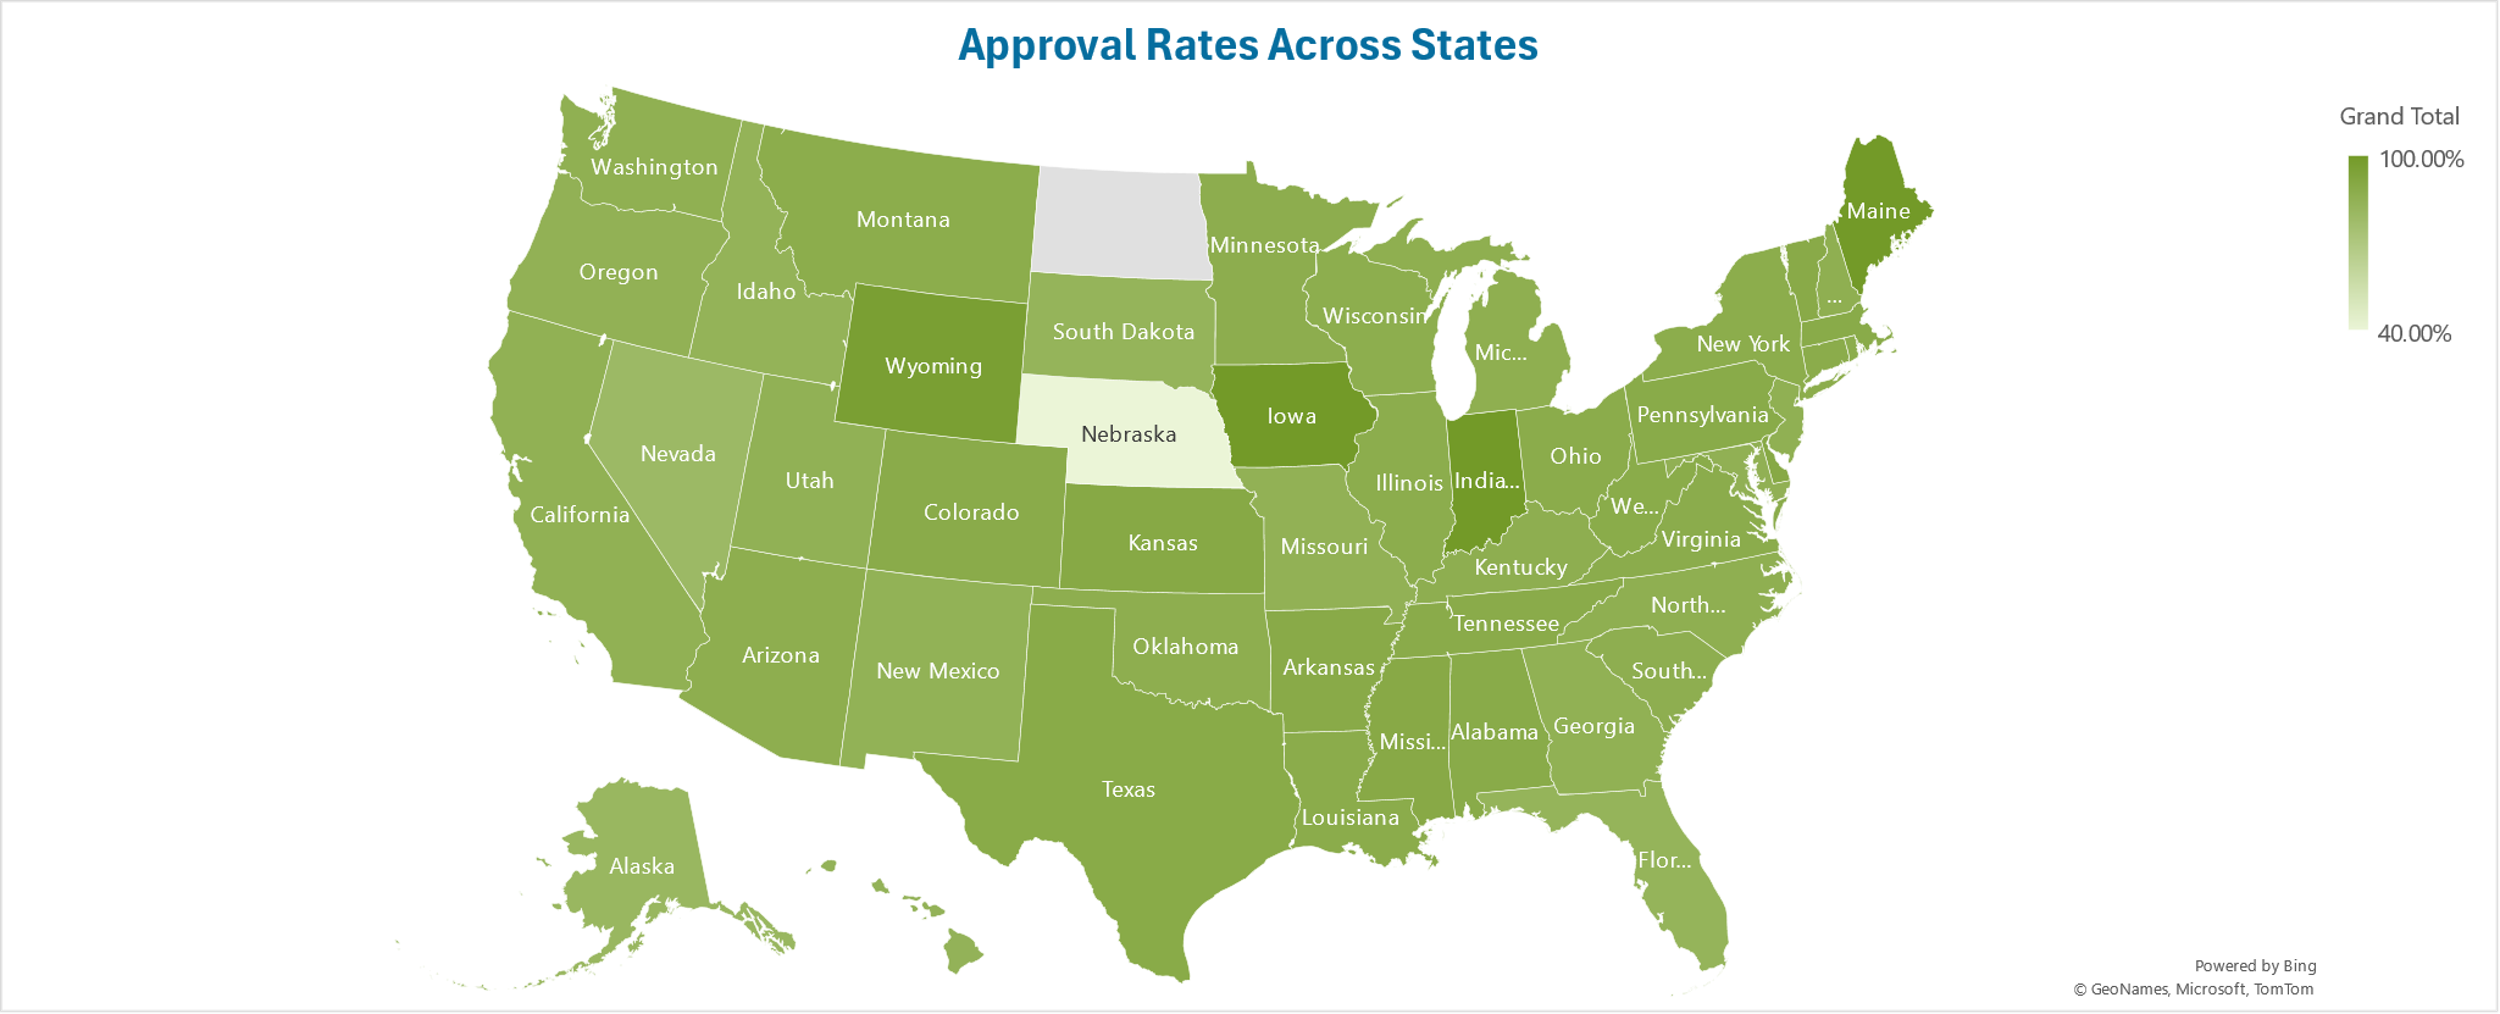 Approval Rates Across States
Grand Total
100.00%
40.00%
Washington
Montana
Maine
Minnesota
Oregon
Idaho
...
Wisconsin
South Dakota
New York
Mic...
Wyoming
Iowa
Pennsylvania
Nebraska
Nevada
Ohio
Utah
Illinois
India...
We...
California
Colorado
Kansas
Missouri
Virginia
Kentucky
North...
Tennessee
Oklahoma
Arizona
New Mexico
Arkansas
South...
Georgia
Alabama
Missi...
Texas
Louisiana
Flor...
Alaska
Powered by Bing
© GeoNames, Microsoft, TomTom